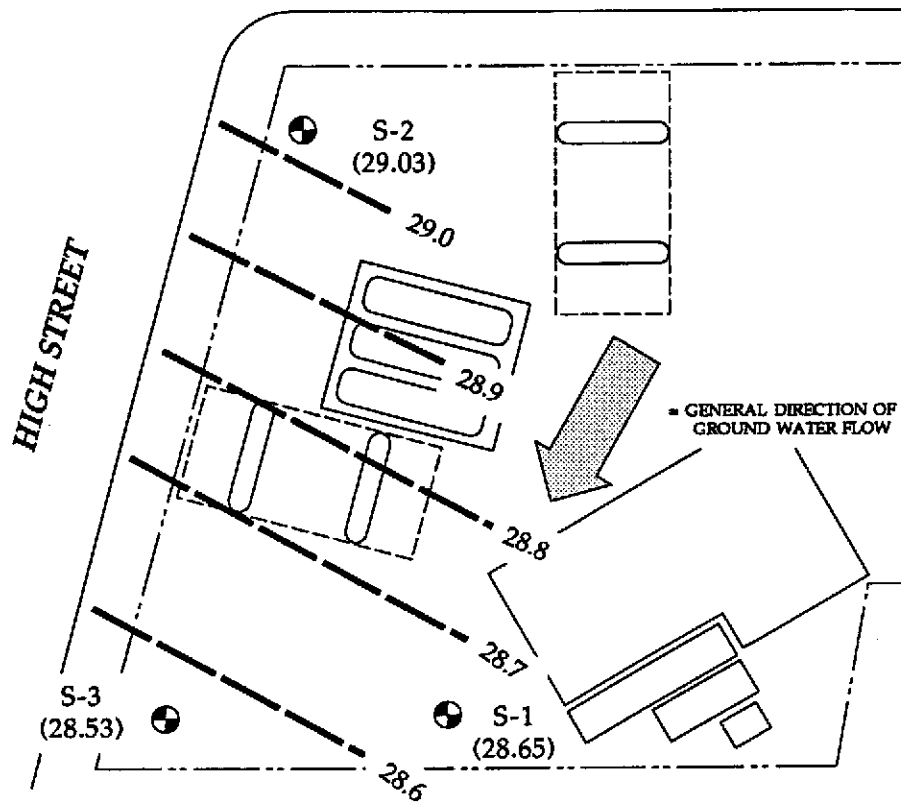 S-2
(29.03)
29.0
HIGH STREET
28.9
= GENERAL DIRECTION OF
GROUND WATER FLOW
28.8
28.7
S-3
(28.53)
S-1
(28.65)
28.6